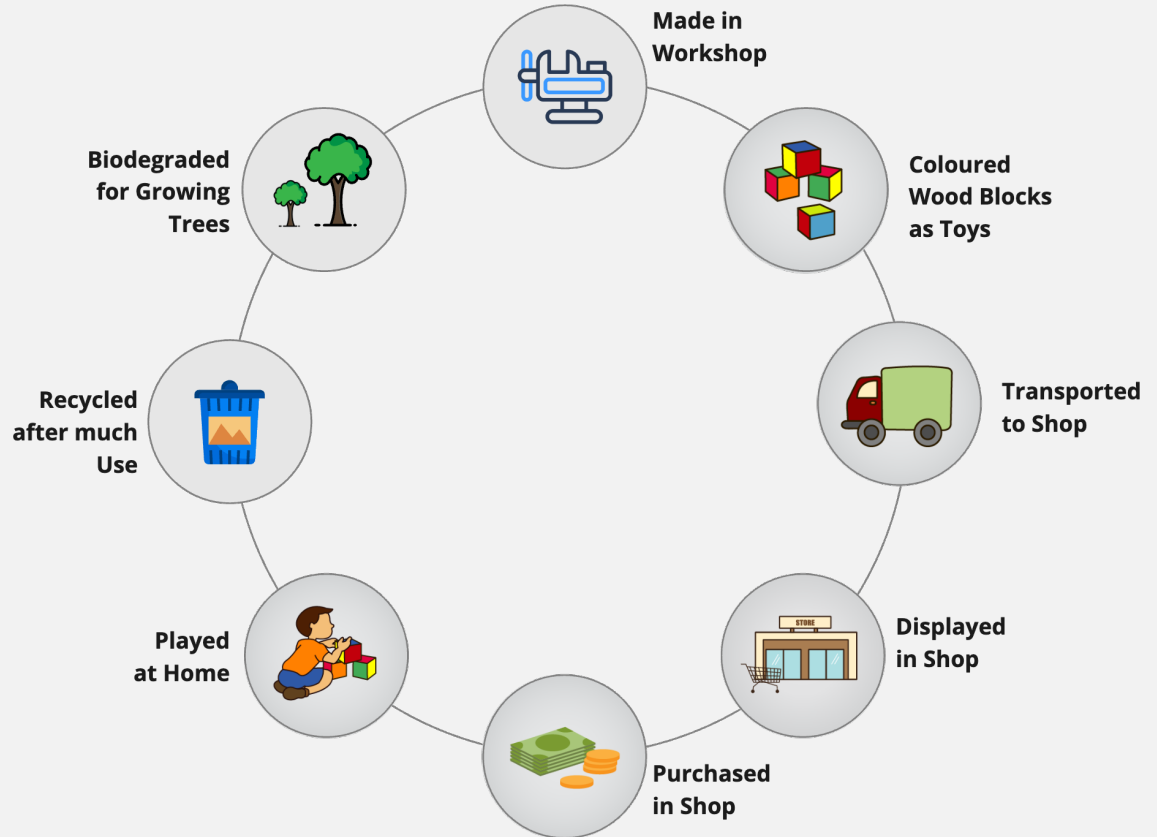 Made in
Workshop
Coloured
Wood Blocks
as Toys
Transported
to Shop
STORE
Displayed
in Shop
Purchased
in Shop
Played
at Home
Recycled
after much
Use
Biodegraded
for Growing
Trees